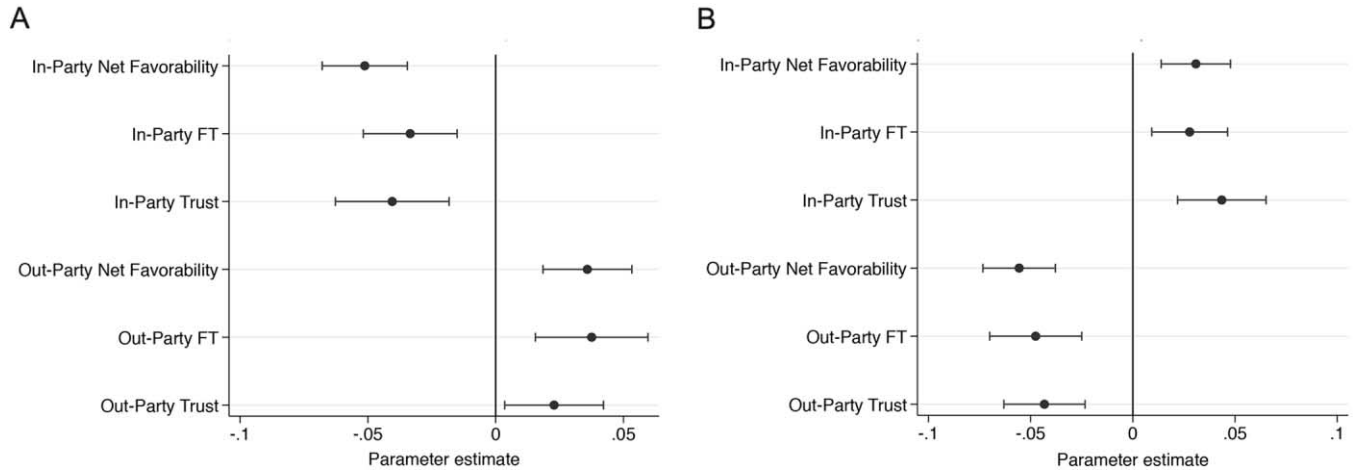 A
In-Party Net Favorability
In-Party FT
In-Party Trust
Out-Party Net Favorability
Out-Party FT
Out-Party Trust
-.1
-.05
0
.05
Parameter estimate
B
In-Party Net Favorability
In-Party FT
In-Party Trust
Out-Party Net Favorability
Out-Party FT
Out-Party Trust
-.1
-.05
0
.05
.1
Parameter estimate